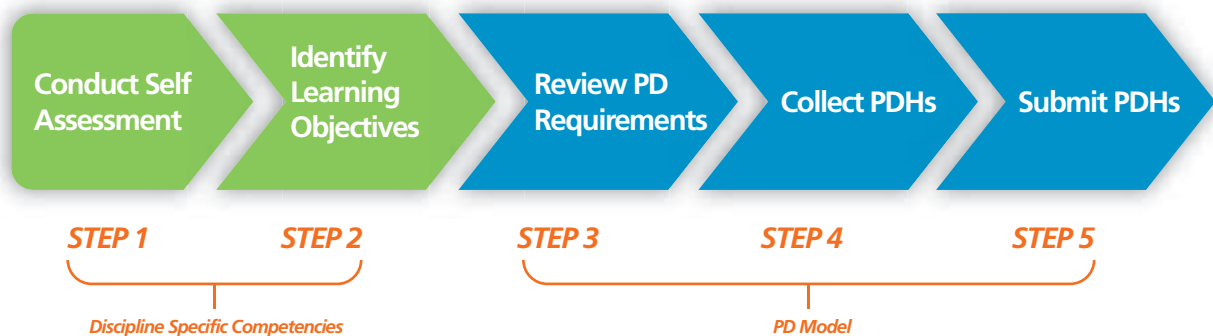 Conduct Self
Assessment
Identify
Learning
Objectives
Review PD
Requirements
Collect PDHs
Submit PDHs
STEP 1
STEP 2
STEP 3
STEP 4
STEP 5
Discipline Specific Competencies
PD Model